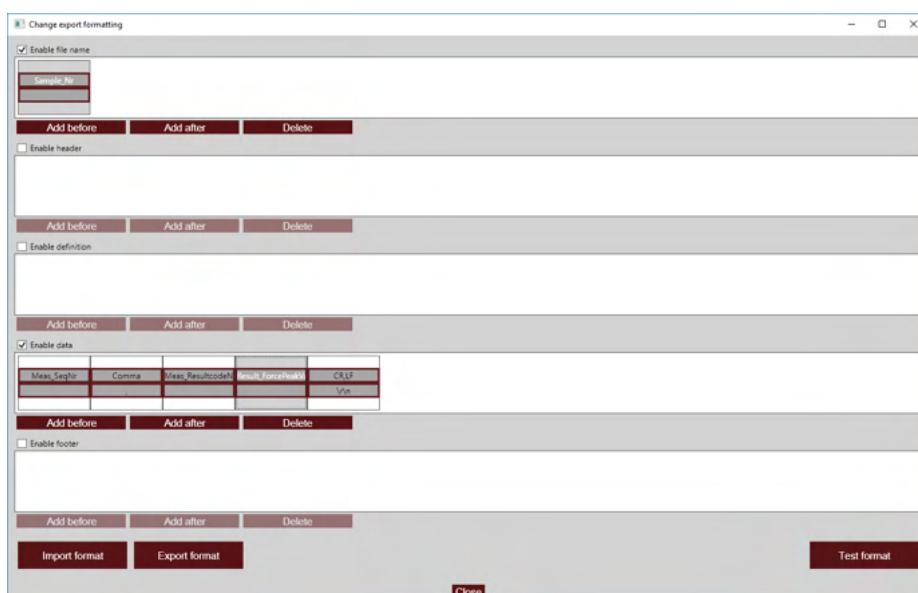 Change export formatting
Enable file name
Sample_Nr
Add before Add after Delete
Enable header
Add before Add after Delete
Enable definition
Add before Add after Delete
Enable data
Meas_SeqNr Comma Meas_ResultcodeN Result_ForcePeakV CR,LF
, \r\n
Add before Add after Delete
Enable footer
Add before Add after Delete
Import format Export format Test format
Close